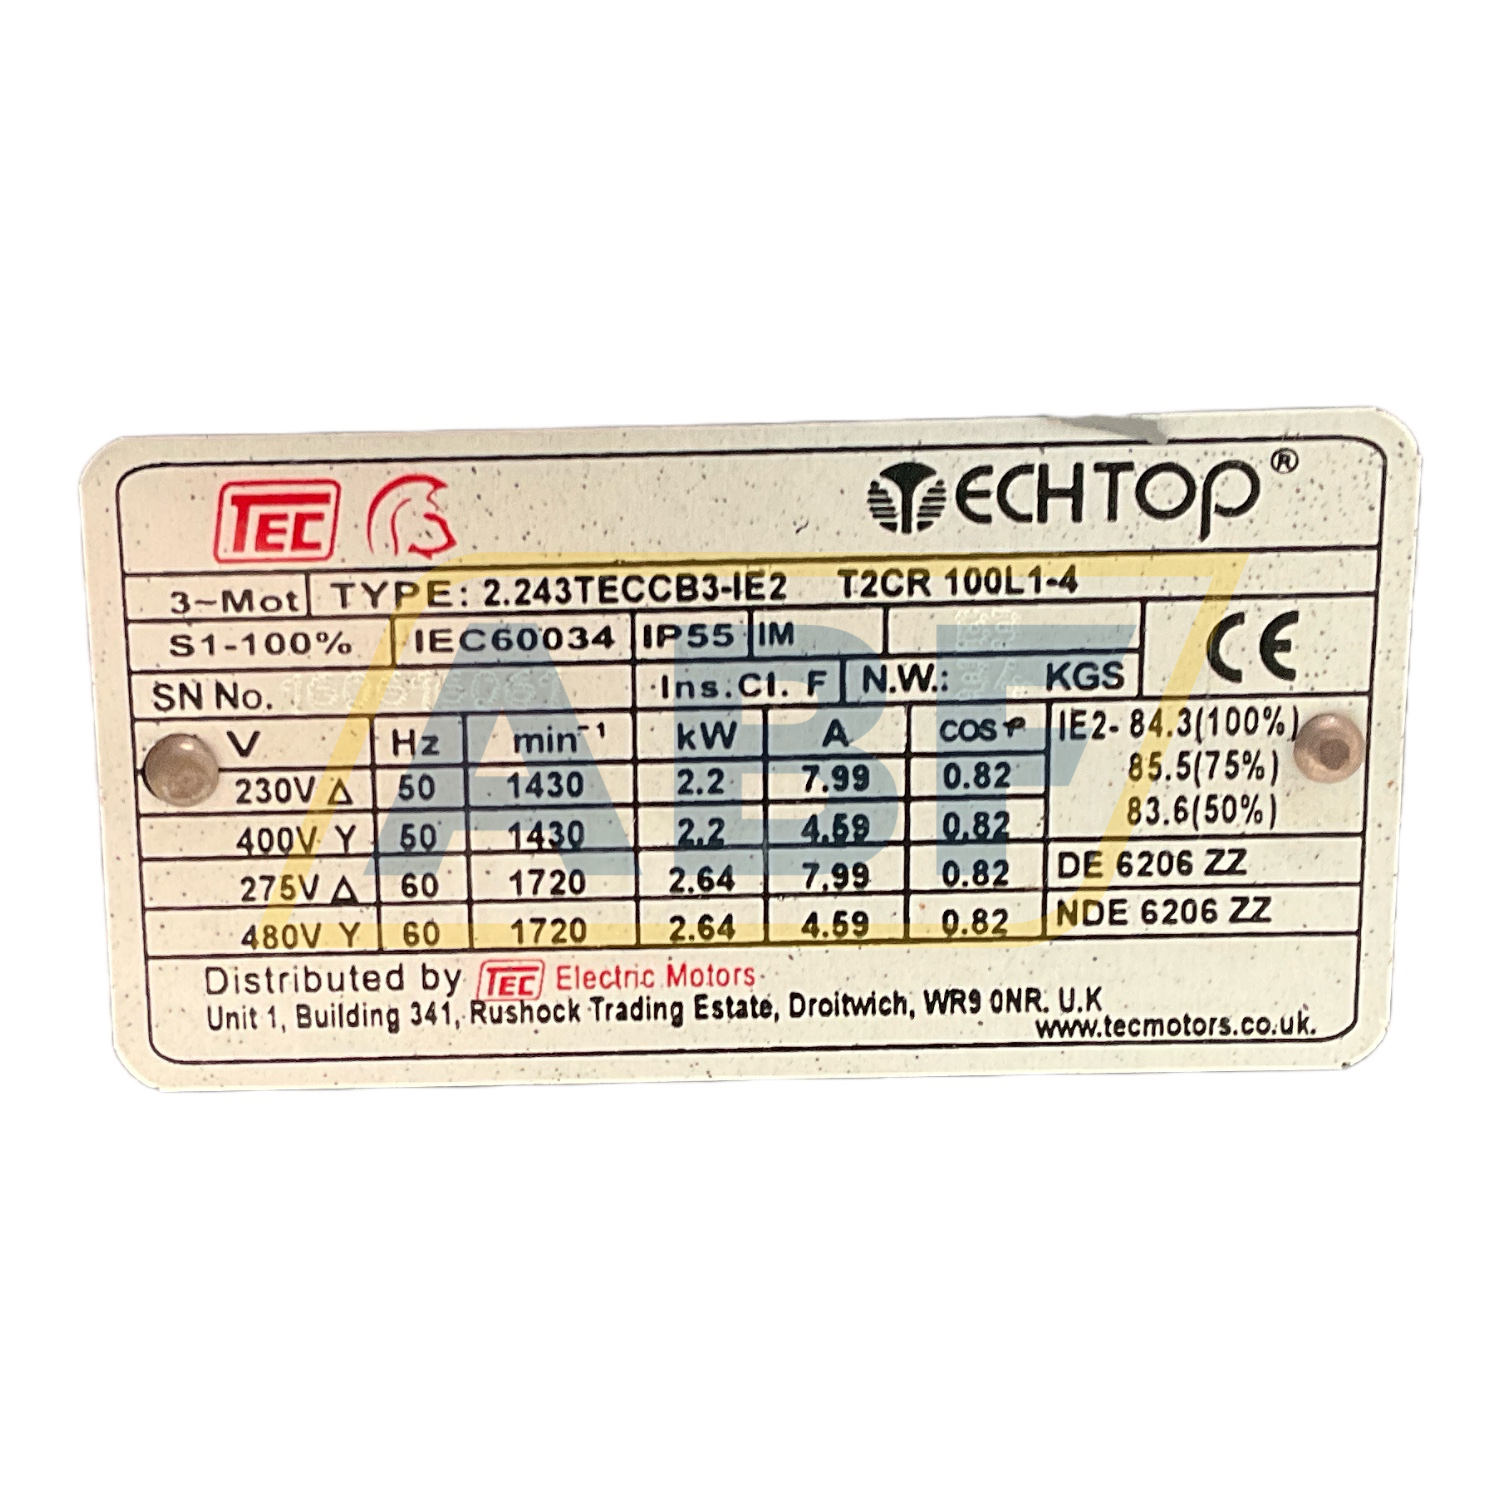 TEC TECHTOP®
3~Mot TYPE: 2.243TECCB3-IE2 T2CR 100L1-4
S1-100% IEC60034 IP55 IM CE
SN No. Ins.Cl. F N.W.: KGS
V Hz min⁻¹ kW A COS φ IE2- 84.3(100%)
230V Δ 50 1430 2.2 7.99 0.82 85.5(75%)
400V Y 50 1430 2.2 4.59 0.82 83.6(50%)
275V Δ 60 1720 2.64 7.99 0.82 DE 6206 ZZ
480V Y 60 1720 2.64 4.59 0.82 NDE 6206 ZZ
Distributed by TEC Electric Motors
Unit 1, Building 341, Rushock Trading Estate, Droitwich, WR9 0NR. U.K
www.tecmotors.co.uk.
ABF